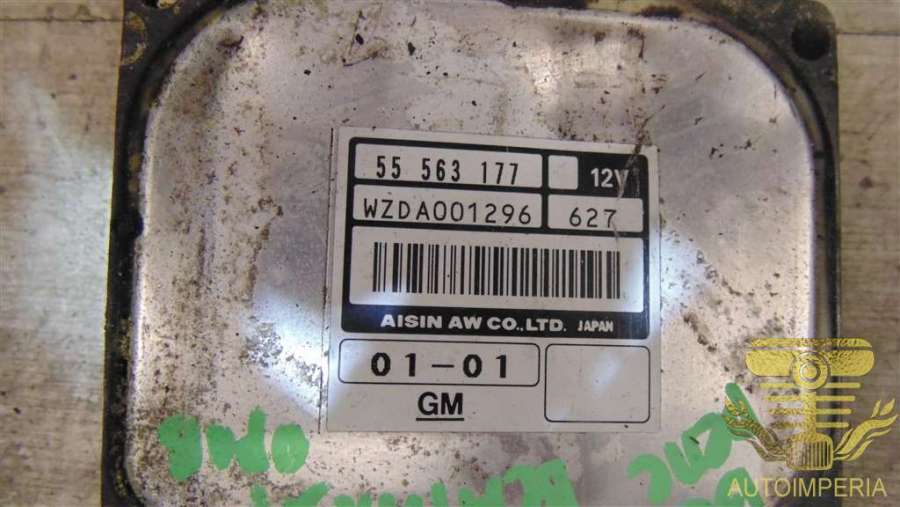 55 563 177 12V
WZDA001296 627
AISIN AW CO.,LTD. JAPAN
01-01
GM
AUTOIMPERIA